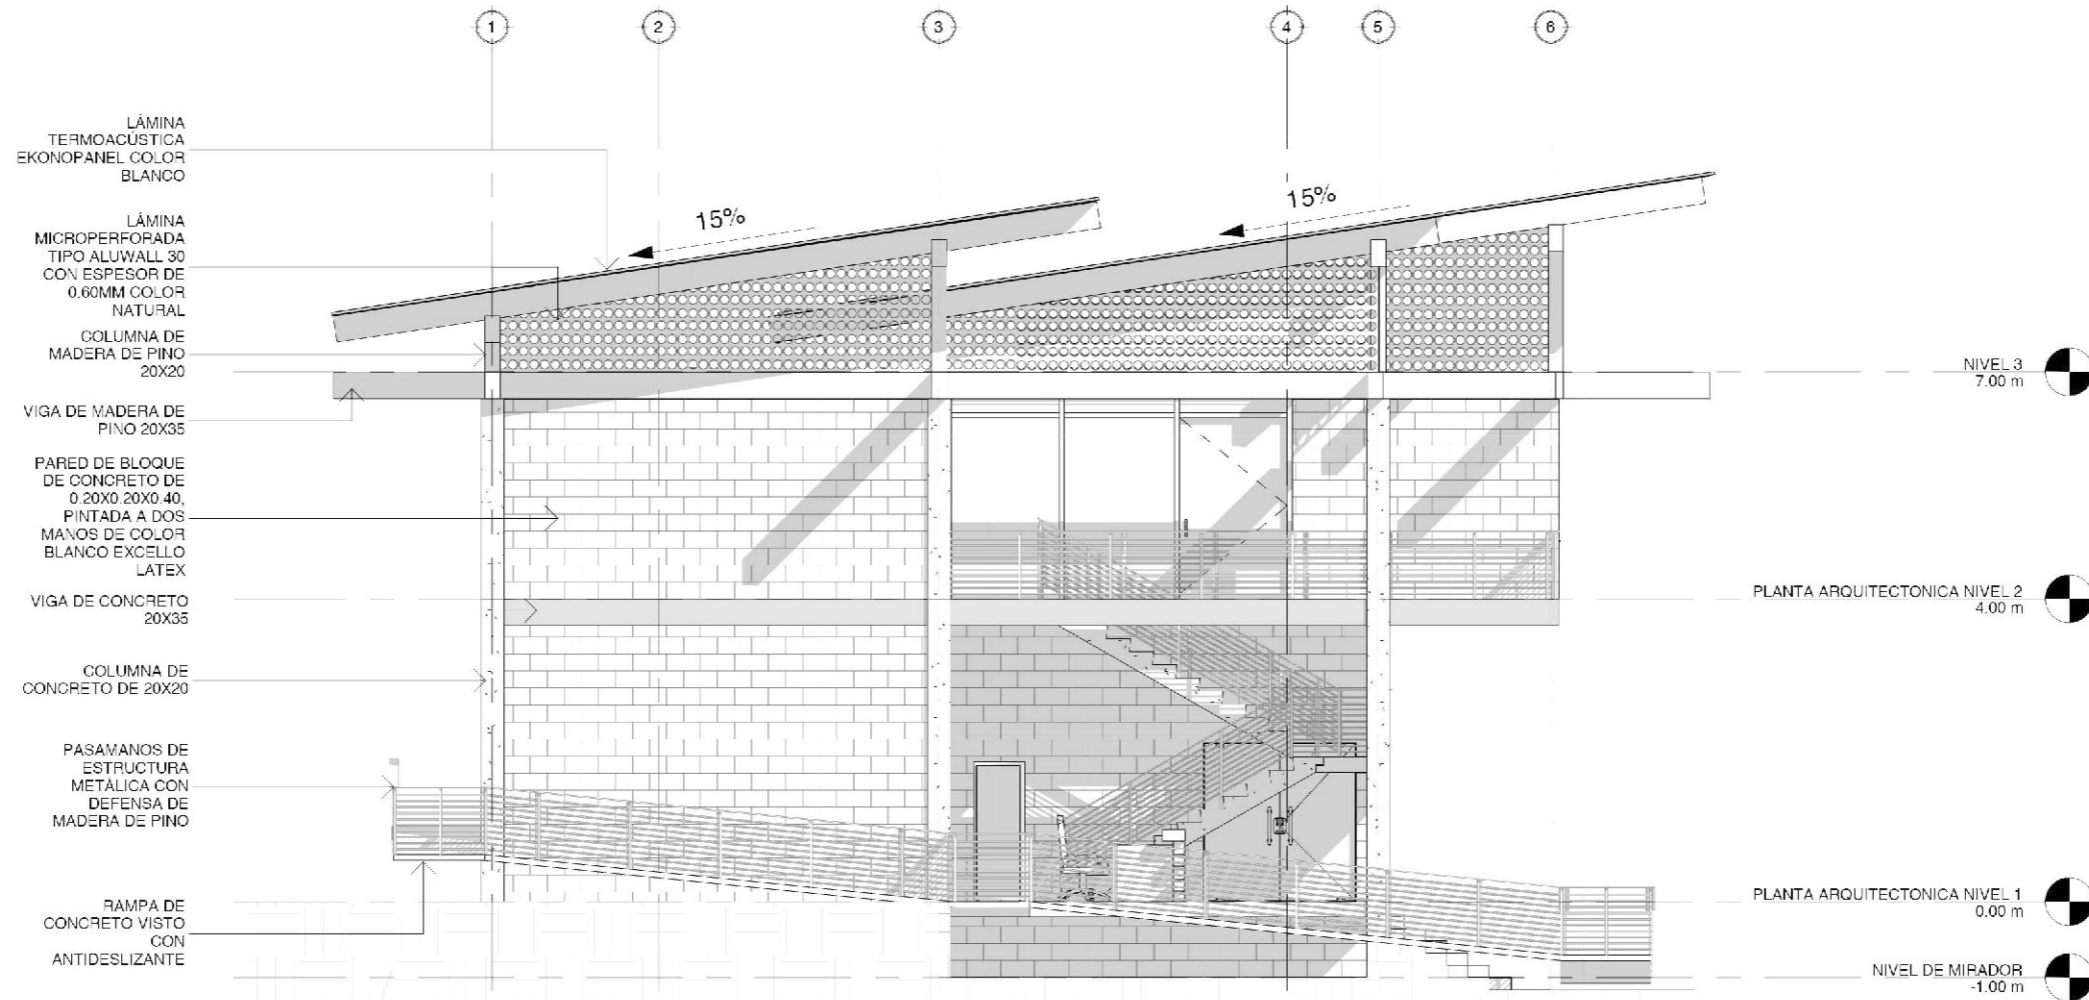 1 2 3 4 5 6
LÁMINA
TERMOACÚSTICA
EKONOPANEL COLOR
BLANCO
15%
15%
LÁMINA
MICROPERFORADA
TIPO ALUWALL 30
CON ESPESOR DE
0.60MM COLOR
NATURAL
COLUMNA DE
MADERA DE PINO
20X20
VIGA DE MADERA DE
PINO 20X35
PARED DE BLOQUE
DE CONCRETO DE
0.20X0.20X0.40,
PINTADA A DOS
MANOS DE COLOR
BLANCO EXCELLO
LATEX
VIGA DE CONCRETO
20X35
COLUMNA DE
CONCRETO DE 20X20
PASAMANOS DE
ESTRUCTURA
METÁLICA CON
DEFENSA DE
MADERA DE PINO
RAMPA DE
CONCRETO VISTO
CON
ANTIDESLIZANTE
NIVEL 3
7.00 m
PLANTA ARQUITECTONICA NIVEL 2
4.00 m
PLANTA ARQUITECTONICA NIVEL 1
0.00 m
NIVEL DE MIRADOR
-1.00 m